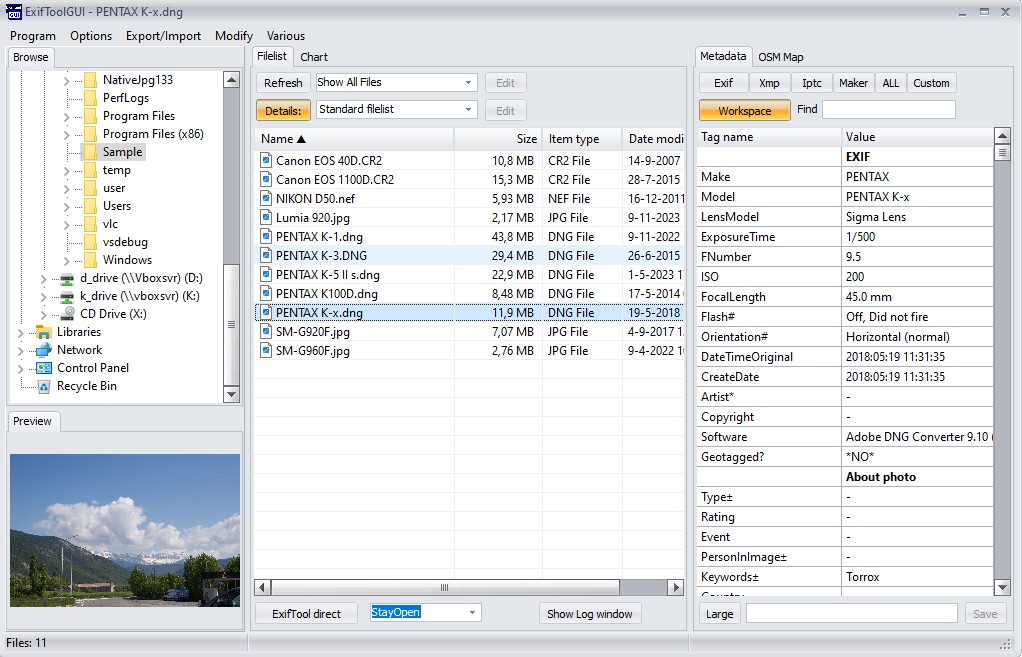 ExifToolGUI - PENTAX K-x.dng
Program Options Export/Import Modify Various
Browse
NativeJpg133
PerfLogs
Program Files
Program Files (x86)
Sample
temp
user
Users
vlc
vsdebug
Windows
d_drive (\\Vboxsvr) (D:)
k_drive (\\vboxsvr) (K:)
CD Drive (X:)
Libraries
Network
Control Panel
Recycle Bin
Preview
Filelist Chart
Refresh Show All Files Edit
Details: Standard filelist Edit
Name Size Item type Date modi
Canon EOS 40D.CR2 10,8 MB CR2 File 14-9-2007
Canon EOS 1100D.CR2 15,3 MB CR2 File 28-7-2015
NIKON D50.nef 5,93 MB NEF File 16-12-2011
Lumia 920.jpg 2,17 MB JPG File 9-11-2023
PENTAX K-1.dng 43,8 MB DNG File 9-11-2022
PENTAX K-3.DNG 29,4 MB DNG File 26-6-2015
PENTAX K-5 II s.dng 22,9 MB DNG File 1-5-2023 1
PENTAX K100D.dng 8,48 MB DNG File 17-5-2014
PENTAX K-x.dng 11,9 MB DNG File 19-5-2018
SM-G920F.jpg 7,07 MB JPG File 4-9-2017 1
SM-G960F.jpg 2,76 MB JPG File 9-4-2022 1
ExifTool direct StayOpen Show Log window
Metadata OSM Map
Exif Xmp Iptc Maker ALL Custom
Workspace Find
Tag name Value
EXIF
Make PENTAX
Model PENTAX K-x
LensModel Sigma Lens
ExposureTime 1/500
FNumber 9.5
ISO 200
FocalLength 45.0 mm
Flash# Off, Did not fire
Orientation# Horizontal (normal)
DateTimeOriginal 2018:05:19 11:31:35
CreateDate 2018:05:19 11:31:35
Artist* -
Copyright -
Software Adobe DNG Converter 9.10 (
Geotagged? *NO*
About photo
Type± -
Rating -
Event -
PersonInImage± -
Keywords± Torrox
Large Save
Files: 11